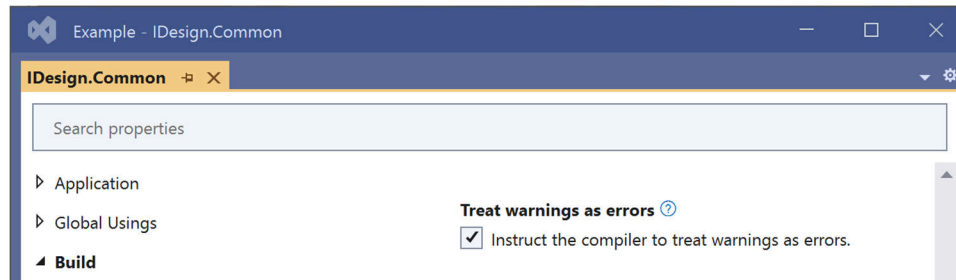 Example - IDesign.Common
IDesign.Common
Search properties
Application
Global Usings
Build
Treat warnings as errors
Instruct the compiler to treat warnings as errors.